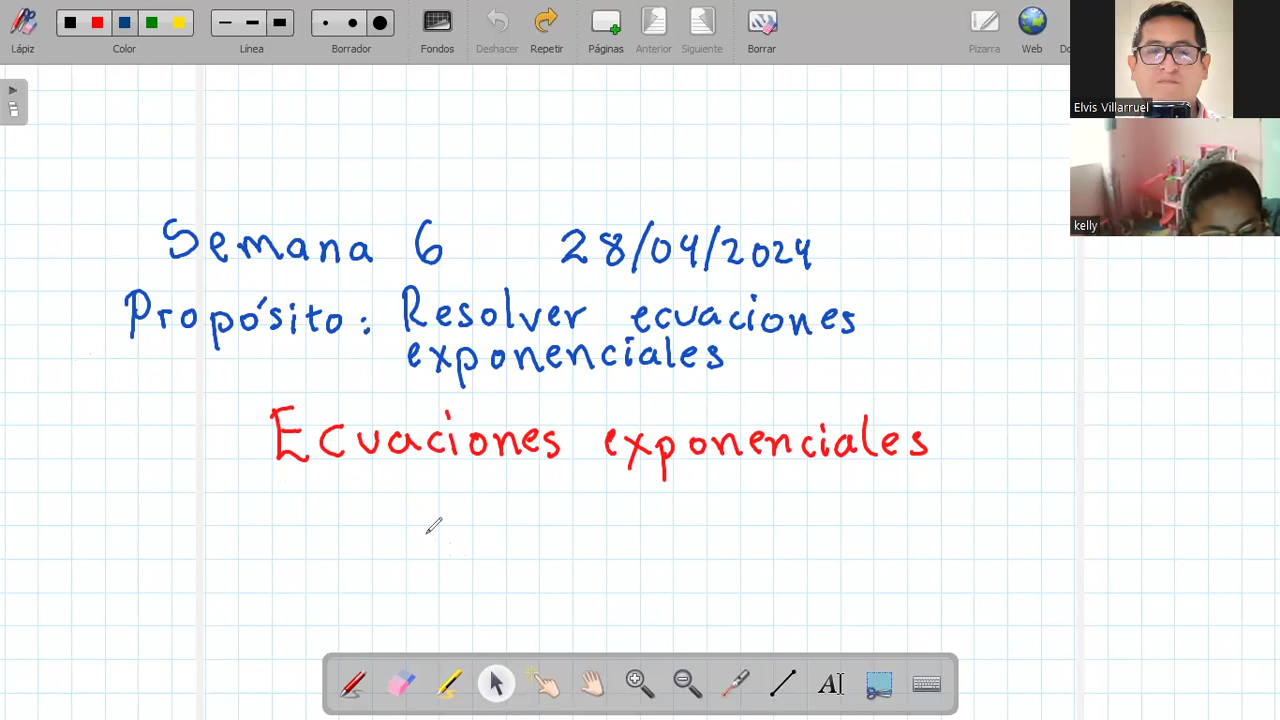 Lápiz Color Línea Borrador Fondos Deshacer Repetir Páginas Anterior Siguiente Borrar Pizarra Web
Elvis Villarruel
kelly
Semana 6 28/04/2024
Propósito: Resolver ecuaciones
exponenciales
Ecuaciones exponenciales
AI